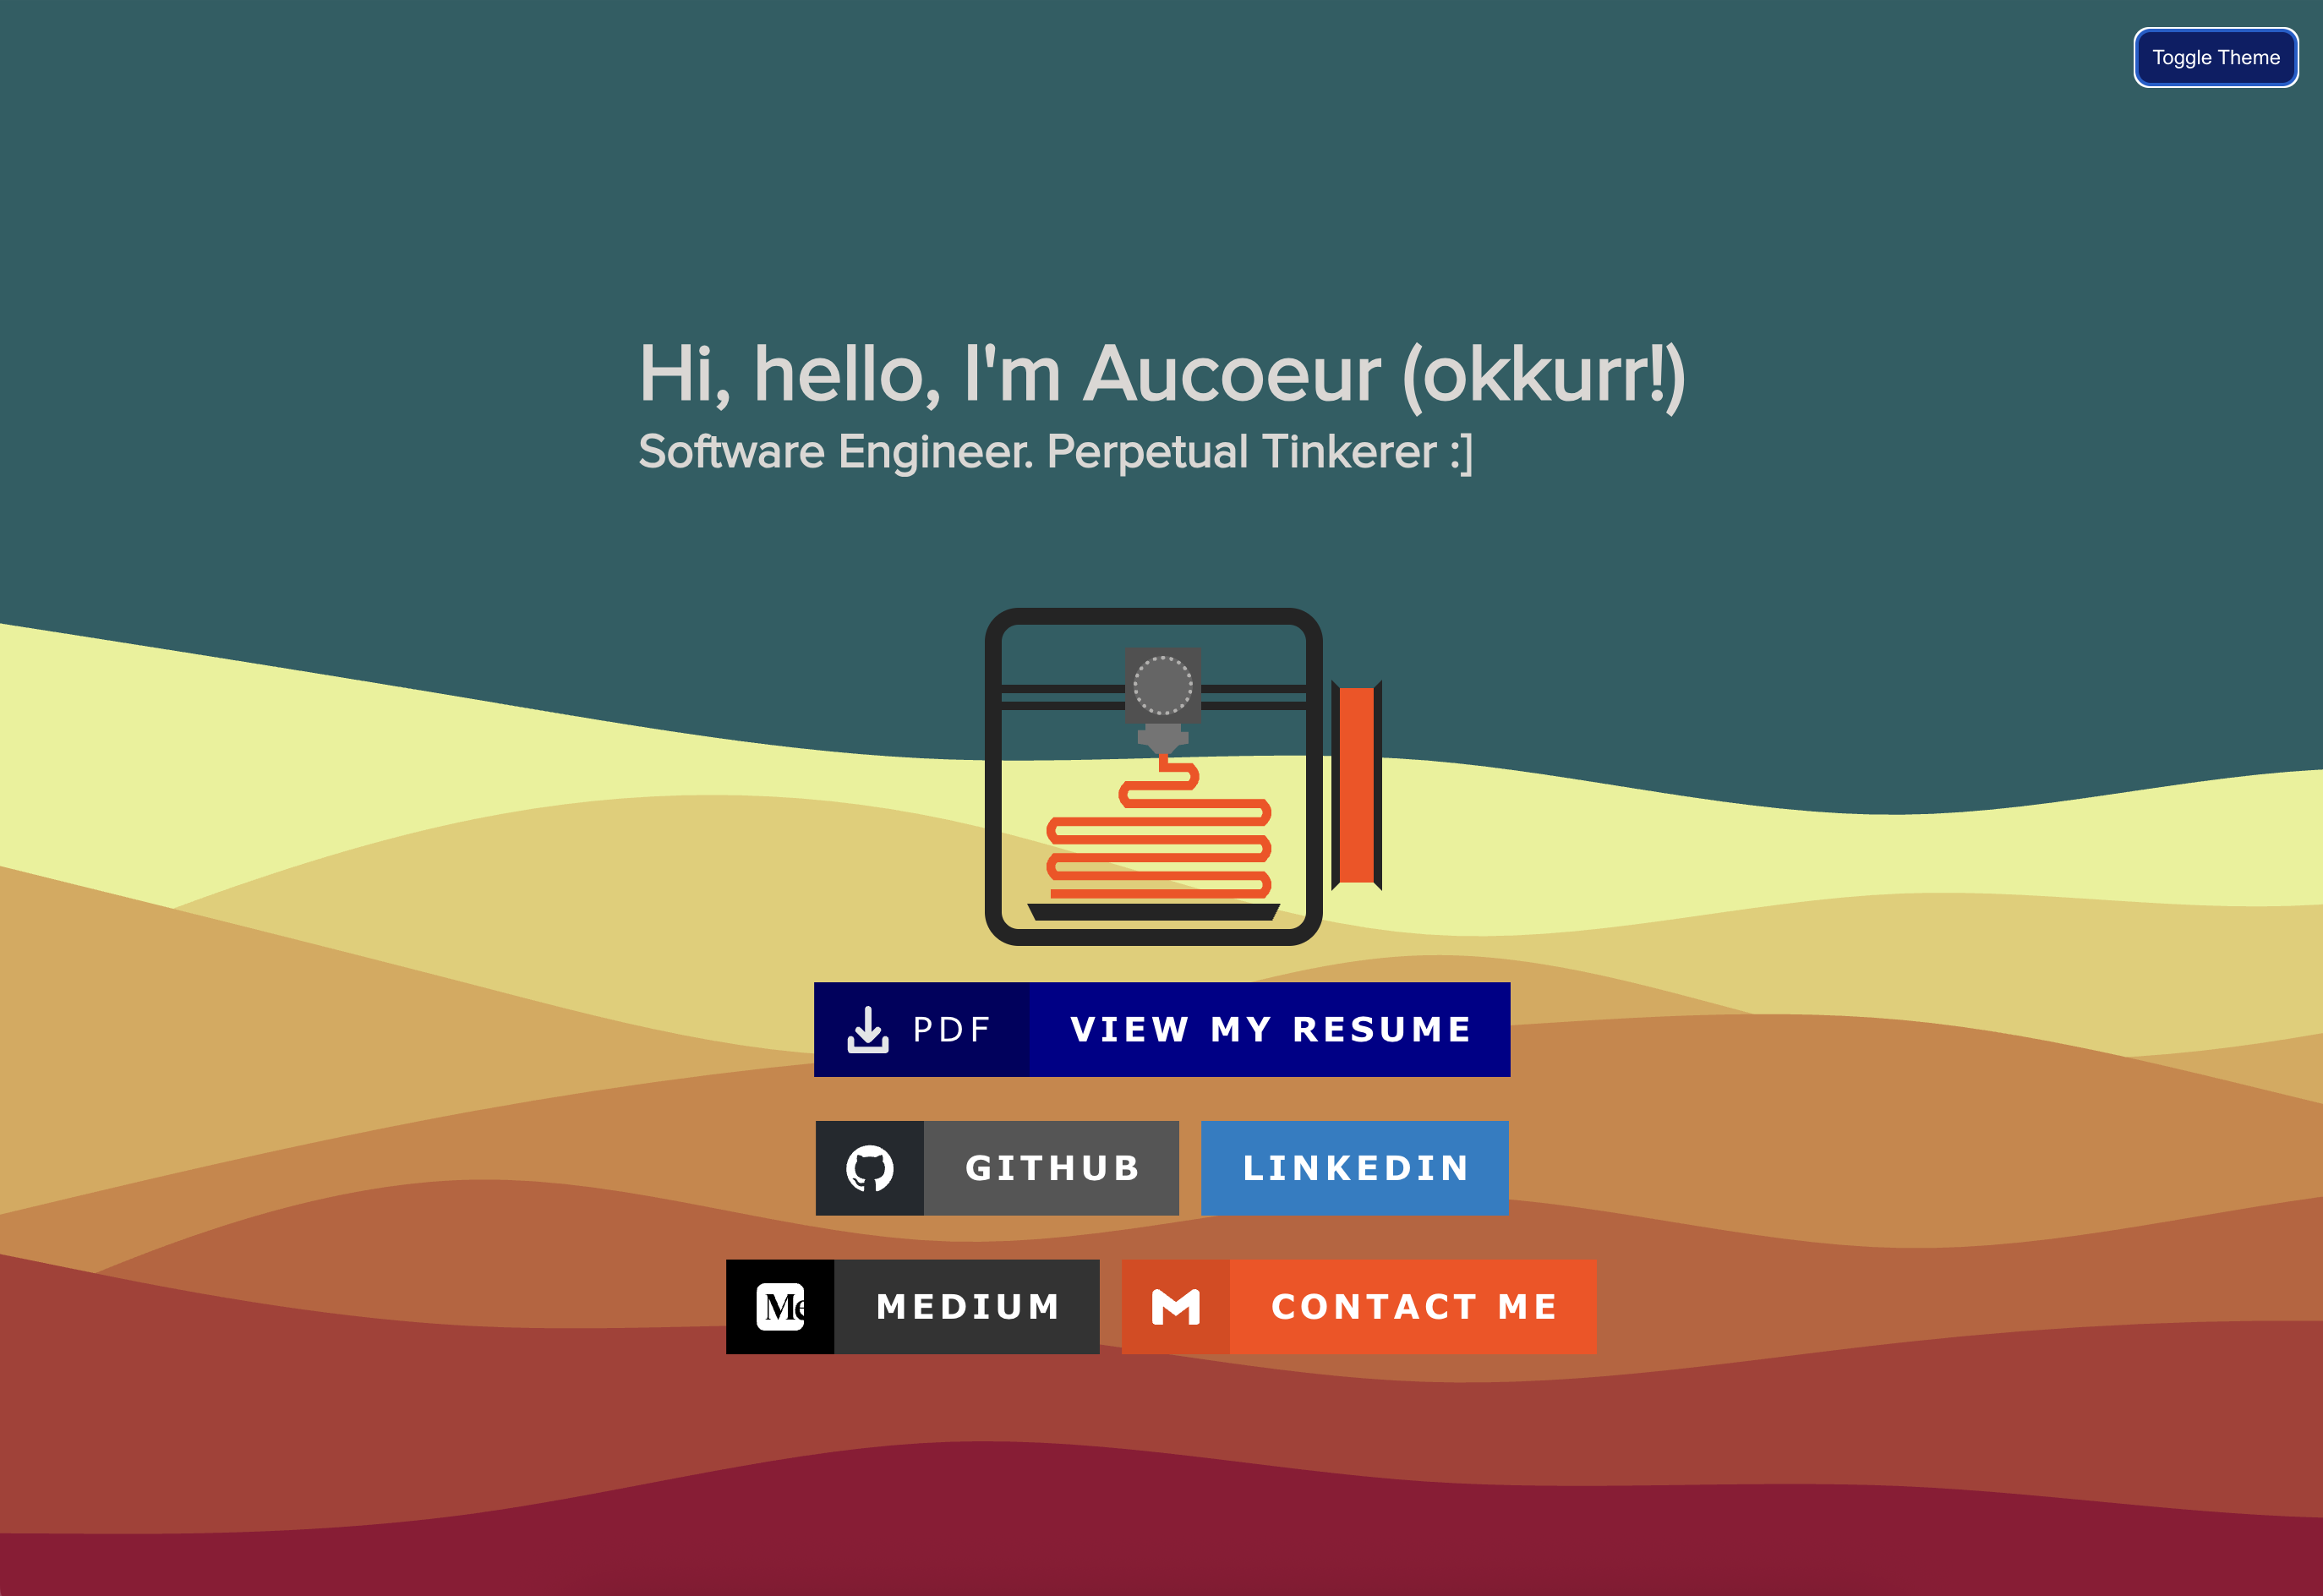 Toggle Theme
Hi, hello, I'm Aucoeur (okkurr!)
Software Engineer. Perpetual Tinkerer :]
PDF VIEW MY RESUME
GITHUB LINKEDIN
Me MEDIUM M CONTACT ME